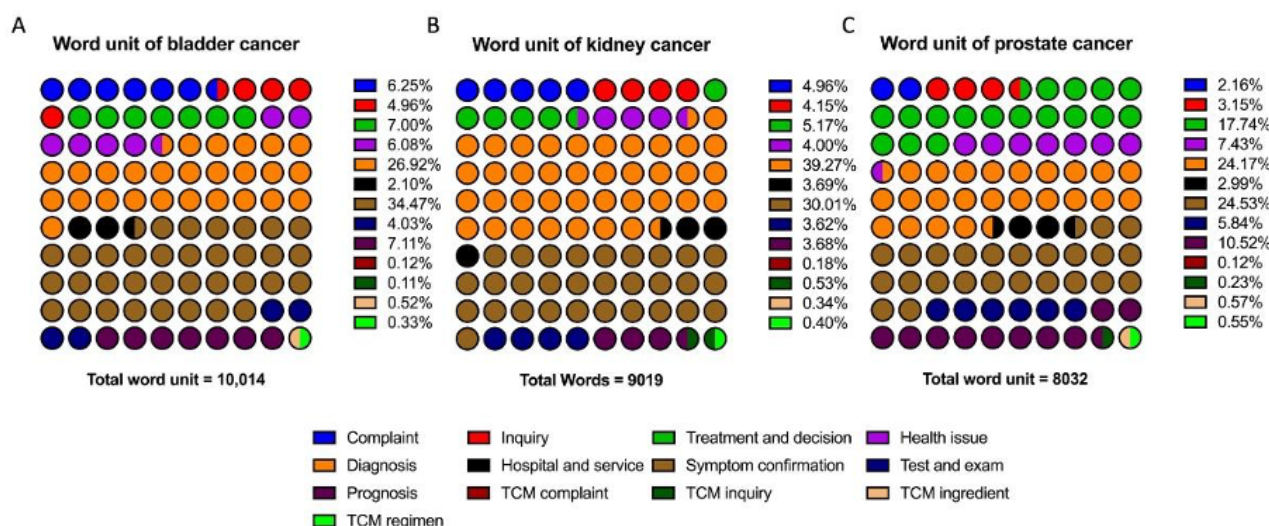 A
Word unit of bladder cancer
6.25%
4.96%
7.00%
6.08%
26.92%
2.10%
34.47%
4.03%
7.11%
0.12%
0.11%
0.52%
0.33%
Total word unit = 10,014
B
Word unit of kidney cancer
4.96%
4.15%
5.17%
4.00%
39.27%
3.69%
30.01%
3.62%
3.68%
0.18%
0.53%
0.34%
0.40%
Total Words = 9019
C
Word unit of prostate cancer
2.16%
3.15%
17.74%
7.43%
24.17%
2.99%
24.53%
5.84%
10.52%
0.12%
0.23%
0.57%
0.55%
Total word unit = 8032
Complaint
Inquiry
Treatment and decision
Health issue
Diagnosis
Hospital and service
Symptom confirmation
Test and exam
Prognosis
TCM complaint
TCM inquiry
TCM ingredient
TCM regimen